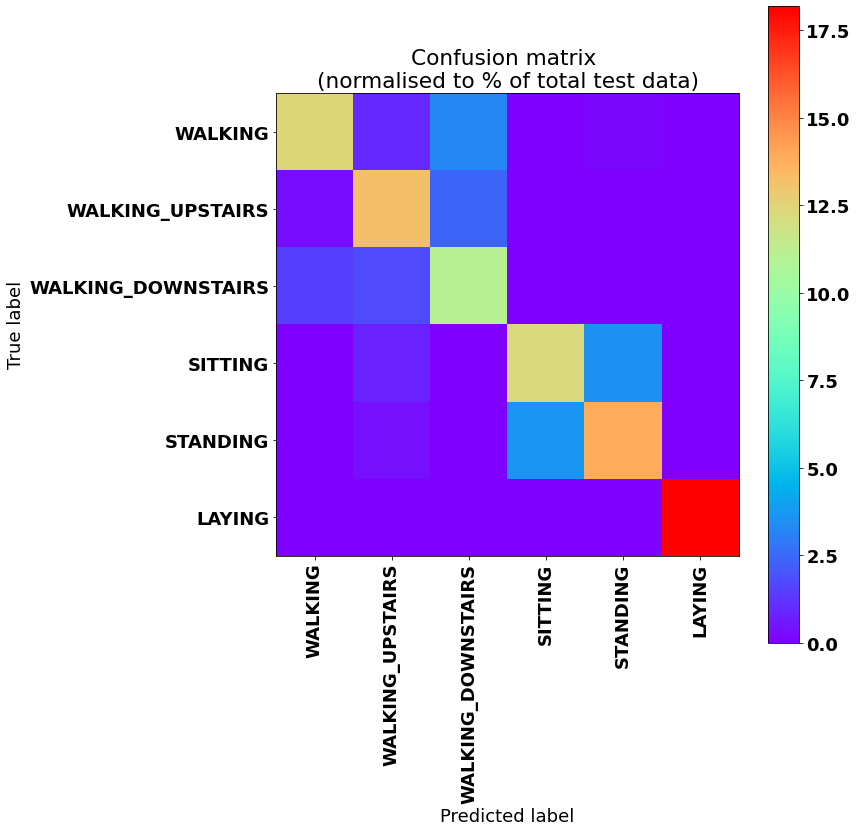 Confusion matrix
(normalised to % of total test data)
True label
WALKING
WALKING_UPSTAIRS
WALKING_DOWNSTAIRS
SITTING
STANDING
LAYING
WALKING
WALKING_UPSTAIRS
WALKING_DOWNSTAIRS
SITTING
STANDING
LAYING
Predicted label
17.5
15.0
12.5
10.0
7.5
5.0
2.5
0.0